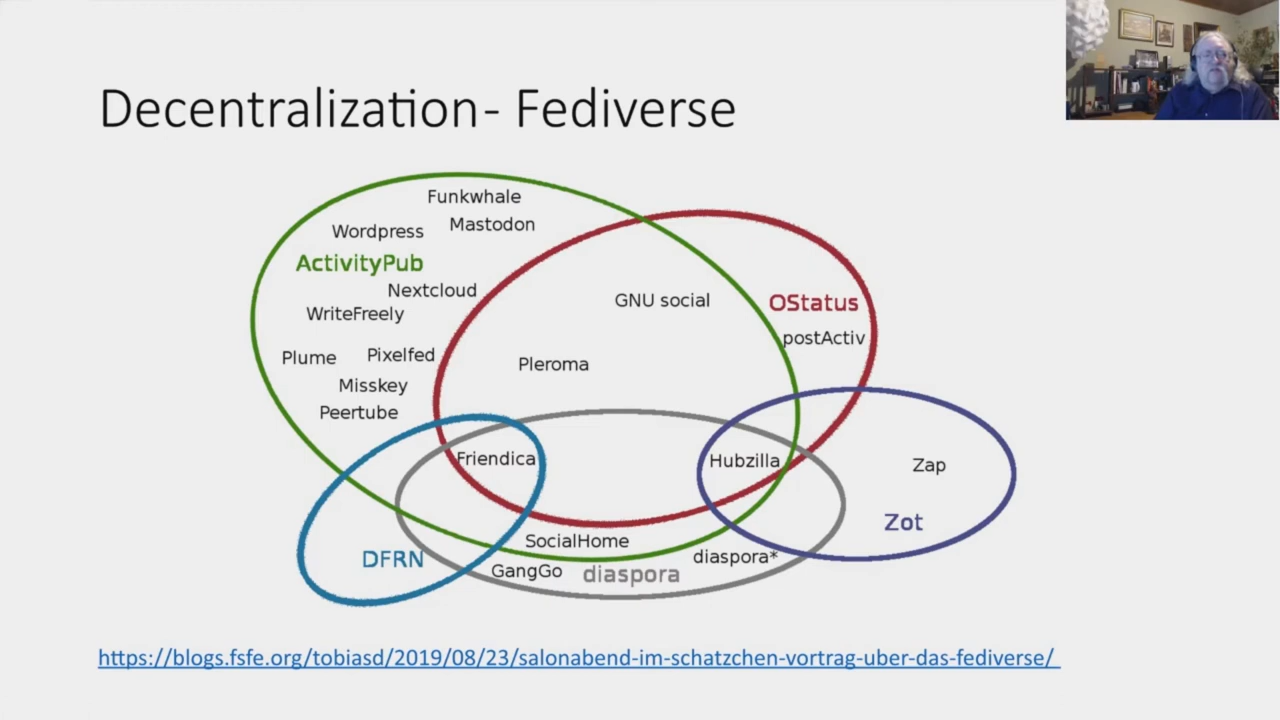 Decentralization - Fediverse
Funkwhale
Mastodon
Wordpress
ActivityPub
Nextcloud
WriteFreely
GNU social
OStatus
postActiv
Plume
Pixelfed
Pleroma
Misskey
Peertube
Friendica
Hubzilla
Zap
Zot
SocialHome
DFRN
GangGo
diaspora
diaspora*
https://blogs.fsfe.org/tobiasd/2019/08/23/salonabend-im-schatzchen-vortrag-uber-das-fediverse/